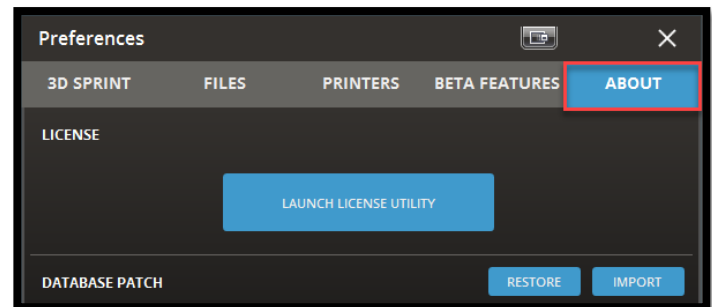 Preferences
3D SPRINT FILES PRINTERS BETA FEATURES ABOUT
LICENSE
LAUNCH LICENSE UTILITY
DATABASE PATCH RESTORE IMPORT